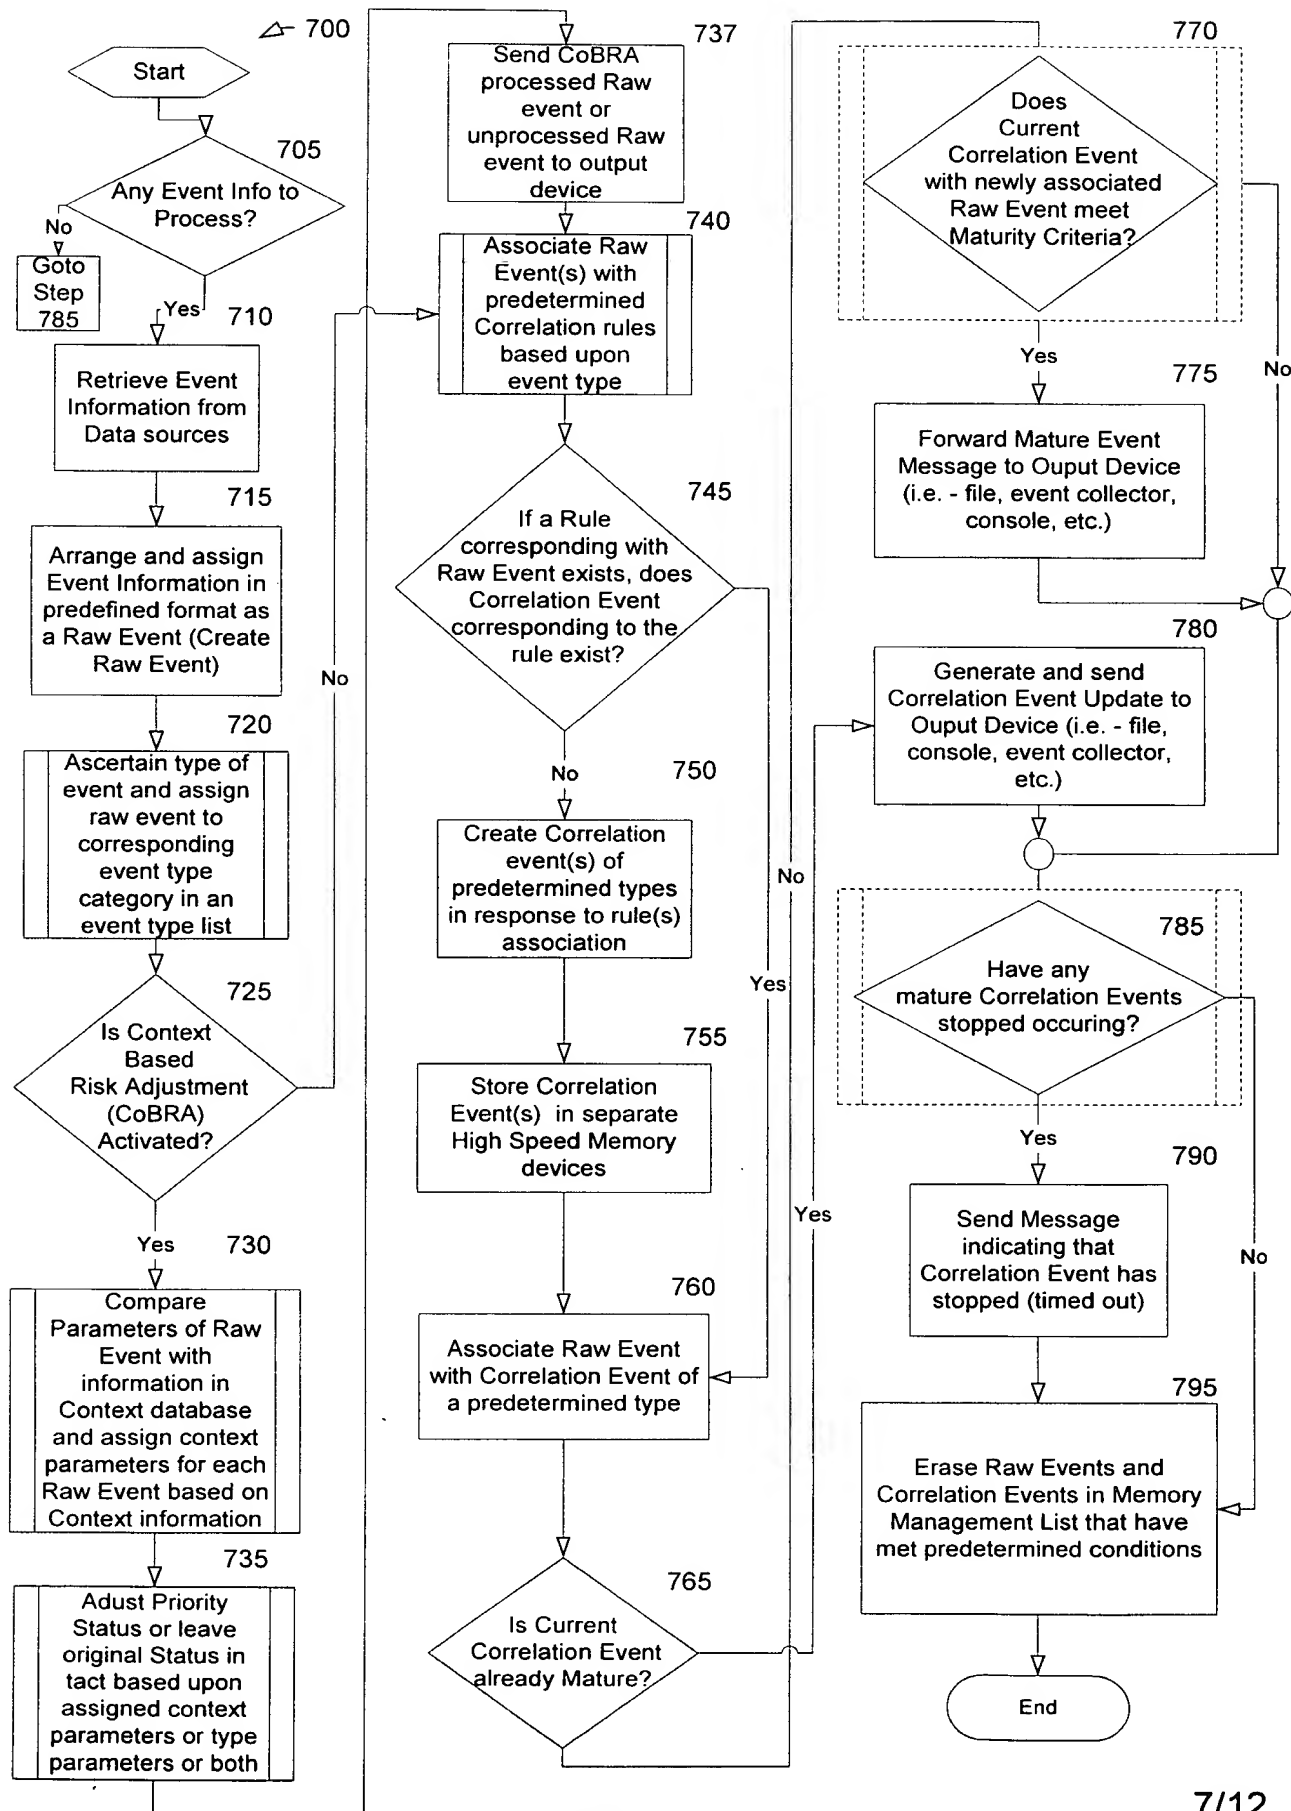 700
Start
705
Any Event Info to
Process?
No
Goto
Step
785
Yes
710
Retrieve Event
Information from
Data sources
715
Arrange and assign
Event Information in
predefined format as
a Raw Event (Create
Raw Event)
720
Ascertain type of
event and assign
raw event to
corresponding
event type
category in an
event type list
725
Is Context
Based
Risk Adjustment
(CoBRA)
Activated?
No
Yes
730
Compare
Parameters of Raw
Event with
information in
Context database
and assign context
parameters for each
Raw Event based on
Context information
735
Adust Priority
Status or leave
original Status in
tact based upon
assigned context
parameters or type
parameters or both
737
Send CoBRA
processed Raw
event or
unprocessed Raw
event to output
device
740
Associate Raw
Event(s) with
predetermined
Correlation rules
based upon
event type
745
If a Rule
corresponding with
Raw Event exists, does
Correlation Event
corresponding to the
rule exist?
No
Yes
750
Create Correlation
event(s) of
predetermined types
in response to rule(s)
association
755
Store Correlation
Event(s) in separate
High Speed Memory
devices
760
Associate Raw Event
with Correlation Event of
a predetermined type
765
Is Current
Correlation Event
already Mature?
No
Yes
770
Does
Current
Correlation Event
with newly associated
Raw Event meet
Maturity Criteria?
Yes
No
775
Forward Mature Event
Message to Ouput Device
(i.e. - file, event collector,
console, etc.)
780
Generate and send
Correlation Event Update to
Ouput Device (i.e. - file,
console, event collector,
etc.)
785
Have any
mature Correlation Events
stopped occuring?
Yes
No
790
Send Message
indicating that
Correlation Event has
stopped (timed out)
795
Erase Raw Events and
Correlation Events in Memory
Management List that have
met predetermined conditions
End
7/12